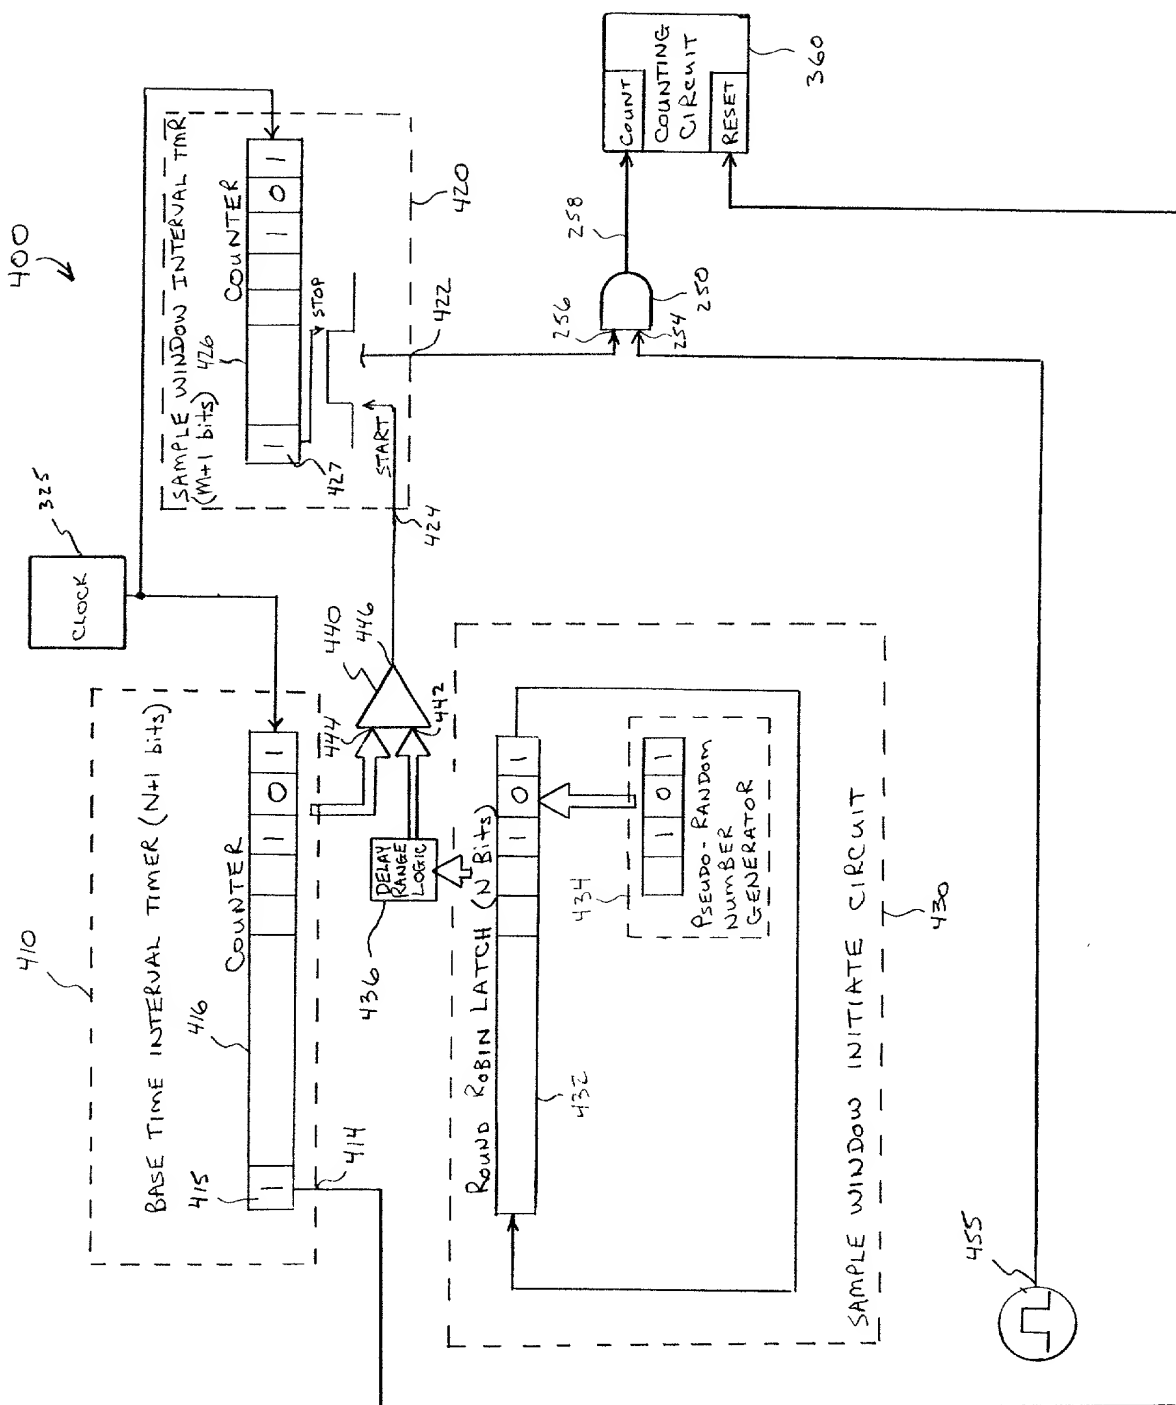 400
410
BASE TIME INTERVAL TIMER (N+1 bits)
415
416
COUNTER
1
1
0
1
414
CLOCK
325
SAMPLE WINDOW INTERVAL TMR
(M+1 bits)
426
COUNTER
1
1
0
1
427
STOP
START
420
422
424
444
440
446
442
DELAY
RANGE
LOGIC
436
ROUND ROBIN LATCH (N Bits)
1
0
1
432
434
1
0
1
PSEUDO-RANDOM
NUMBER
GENERATOR
SAMPLE WINDOW INITIATE CIRCUIT
430
455
256
254
250
258
COUNT
COUNTING
CIRCUIT
RESET
360